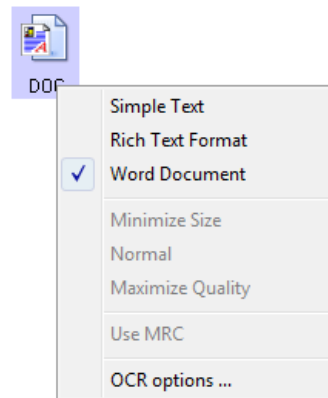 DOC
Simple Text
Rich Text Format
Word Document
Minimize Size
Normal
Maximize Quality
Use MRC
OCR options ...